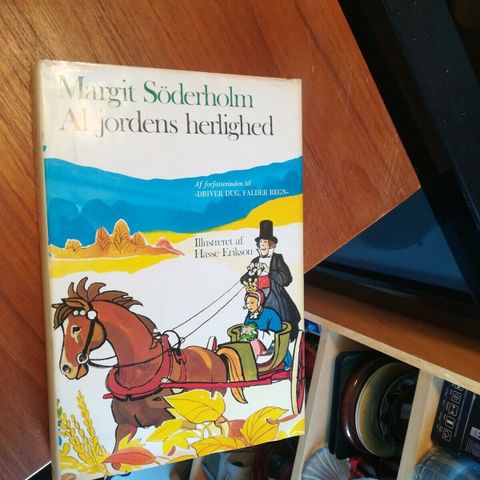 Margit Söderholm
Al jordens herlighed
Af forfatterinden til
»DRIVER DUG, FALDER REGN«
Illustreret af
Hasse Erikson